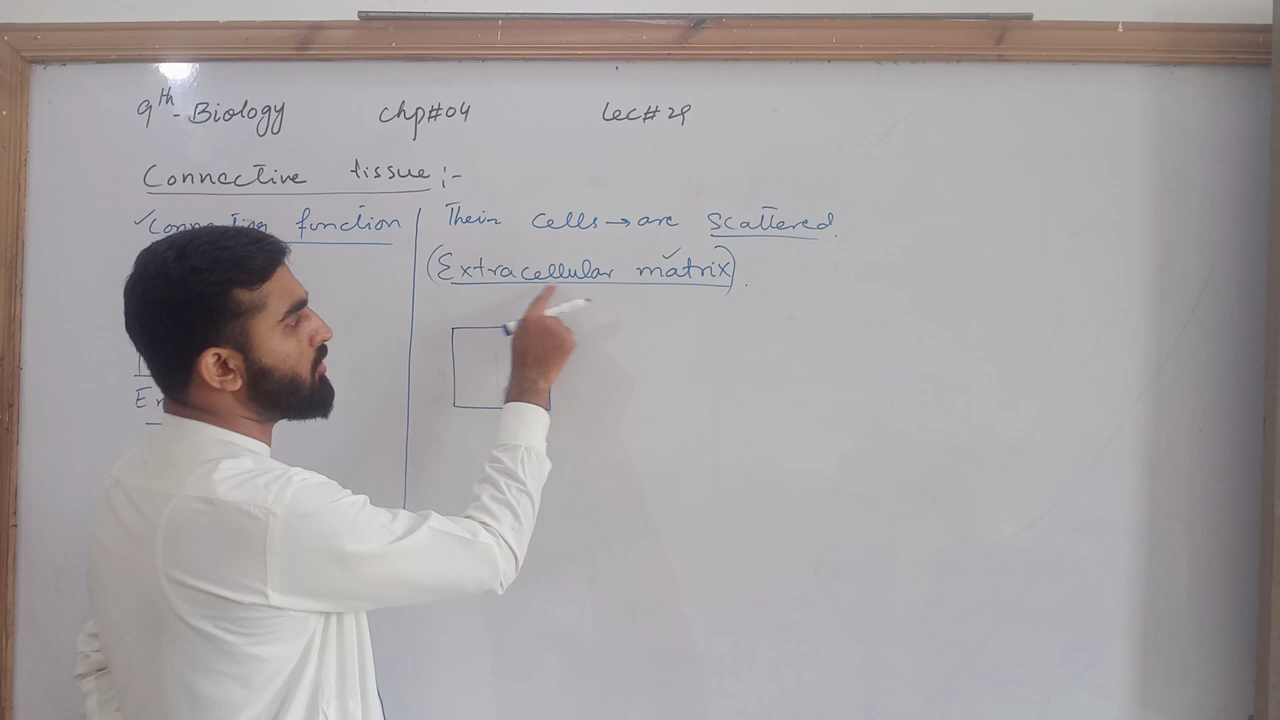 9th - Biology chp#04 Lec#29
Connective tissue :-
✓ Connecting function
Their cells → are scattered.
(Extracellular matrix).